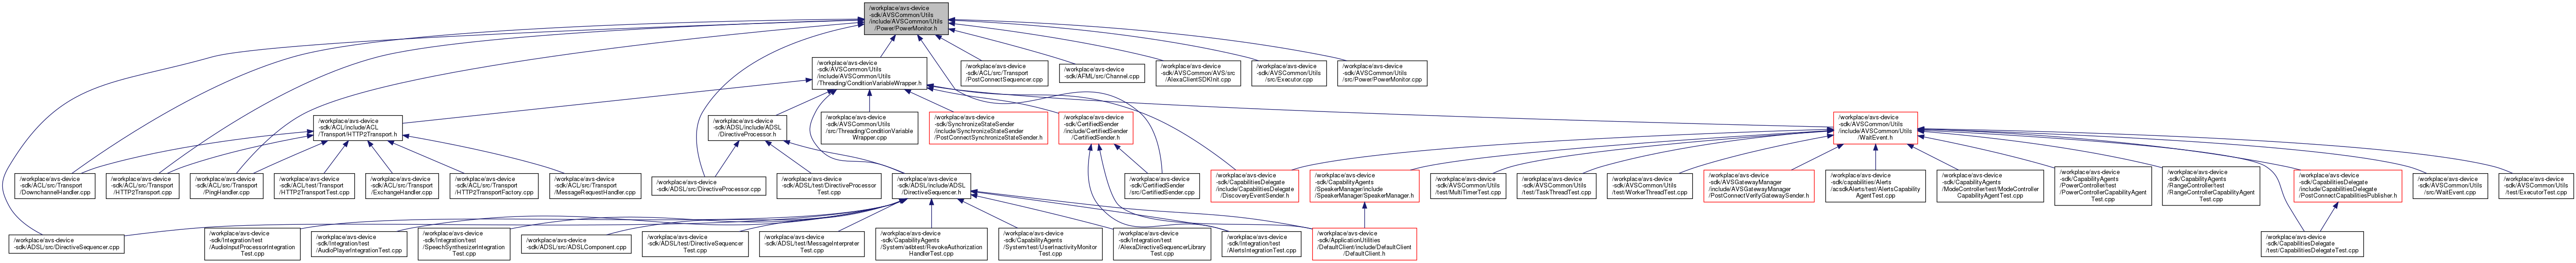 /workplace/avs-device
-sdk/AVSCommon/Utils
/include/AVSCommon/Utils
/Power/PowerMonitor.h
/workplace/avs-device
-sdk/AVSCommon/Utils
/include/AVSCommon/Utils
/Threading/ConditionVariableWrapper.h
/workplace/avs-device
-sdk/ACL/src/Transport
/PostConnectSequencer.cpp
/workplace/avs-device
-sdk/AFML/src/Channel.cpp
/workplace/avs-device
-sdk/AVSCommon/AVS/src
/AlexaClientSDKInit.cpp
/workplace/avs-device
-sdk/AVSCommon/Utils
/src/Executor.cpp
/workplace/avs-device
-sdk/AVSCommon/Utils
/src/Power/PowerMonitor.cpp
/workplace/avs-device
-sdk/ACL/include/ACL
/Transport/HTTP2Transport.h
/workplace/avs-device
-sdk/ADSL/include/ADSL
/DirectiveProcessor.h
/workplace/avs-device
-sdk/AVSCommon/Utils
/src/Threading/ConditionVariable
Wrapper.cpp
/workplace/avs-device
-sdk/SynchronizeStateSender
/include/SynchronizeStateSender
/PostConnectSynchronizeStateSender.h
/workplace/avs-device
-sdk/CertifiedSender
/include/CertifiedSender
/CertifiedSender.h
/workplace/avs-device
-sdk/AVSCommon/Utils
/include/AVSCommon/Utils
/WaitEvent.h
/workplace/avs-device
-sdk/ACL/src/Transport
/DownchannelHandler.cpp
/workplace/avs-device
-sdk/ACL/src/Transport
/HTTP2Transport.cpp
/workplace/avs-device
-sdk/ACL/src/Transport
/PingHandler.cpp
/workplace/avs-device
-sdk/ACL/test/Transport
/HTTP2TransportTest.cpp
/workplace/avs-device
-sdk/ACL/src/Transport
/ExchangeHandler.cpp
/workplace/avs-device
-sdk/ACL/src/Transport
/HTTP2TransportFactory.cpp
/workplace/avs-device
-sdk/ACL/src/Transport
/MessageRequestHandler.cpp
/workplace/avs-device
-sdk/ADSL/src/DirectiveProcessor.cpp
/workplace/avs-device
-sdk/ADSL/test/DirectiveProcessor
Test.cpp
/workplace/avs-device
-sdk/ADSL/include/ADSL
/DirectiveSequencer.h
/workplace/avs-device
-sdk/CertifiedSender
/src/CertifiedSender.cpp
/workplace/avs-device
-sdk/CapabilitiesDelegate
/include/CapabilitiesDelegate
/DiscoveryEventSender.h
/workplace/avs-device
-sdk/CapabilityAgents
/SpeakerManager/include
/SpeakerManager/SpeakerManager.h
/workplace/avs-device
-sdk/AVSCommon/Utils
/test/MultiTimerTest.cpp
/workplace/avs-device
-sdk/AVSCommon/Utils
/test/TaskThreadTest.cpp
/workplace/avs-device
-sdk/AVSCommon/Utils
/test/WorkerThreadTest.cpp
/workplace/avs-device
-sdk/AVSGatewayManager
/include/AVSGatewayManager
/PostConnectVerifyGatewaySender.h
/workplace/avs-device
-sdk/capabilities/Alerts
/acsdkAlerts/test/AlertsCapability
AgentTest.cpp
/workplace/avs-device
-sdk/CapabilityAgents
/ModeController/test/ModeController
CapabilityAgentTest.cpp
/workplace/avs-device
-sdk/CapabilityAgents
/PowerController/test
/PowerControllerCapabilityAgent
Test.cpp
/workplace/avs-device
-sdk/CapabilityAgents
/RangeController/test
/RangeControllerCapabilityAgent
Test.cpp
/workplace/avs-device
-sdk/CapabilitiesDelegate
/include/CapabilitiesDelegate
/PostConnectCapabilitiesPublisher.h
/workplace/avs-device
-sdk/AVSCommon/Utils
/src/WaitEvent.cpp
/workplace/avs-device
-sdk/AVSCommon/Utils
/test/ExecutorTest.cpp
/workplace/avs-device
-sdk/ADSL/src/DirectiveSequencer.cpp
/workplace/avs-device
-sdk/Integration/test
/AudioInputProcessorIntegration
Test.cpp
/workplace/avs-device
-sdk/Integration/test
/AudioPlayerIntegrationTest.cpp
/workplace/avs-device
-sdk/Integration/test
/SpeechSynthesizerIntegration
Test.cpp
/workplace/avs-device
-sdk/ADSL/src/ADSLComponent.cpp
/workplace/avs-device
-sdk/ADSL/test/DirectiveSequencer
Test.cpp
/workplace/avs-device
-sdk/ADSL/test/MessageInterpreter
Test.cpp
/workplace/avs-device
-sdk/CapabilityAgents
/System/abtest/RevokeAuthorization
HandlerTest.cpp
/workplace/avs-device
-sdk/CapabilityAgents
/System/test/UserInactivityMonitor
Test.cpp
/workplace/avs-device
-sdk/Integration/test
/AlexaDirectiveSequencerLibrary
Test.cpp
/workplace/avs-device
-sdk/Integration/test
/AlertsIntegrationTest.cpp
/workplace/avs-device
-sdk/ApplicationUtilities
/DefaultClient/include/DefaultClient
/DefaultClient.h
/workplace/avs-device
-sdk/CapabilitiesDelegate
/test/CapabilitiesDelegateTest.cpp